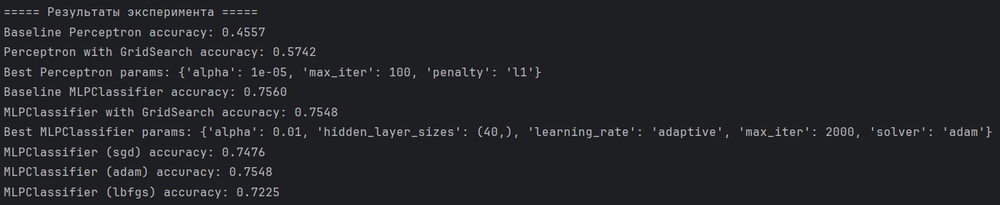 ===== Результаты эксперимента =====
Baseline Perceptron accuracy: 0.4557
Perceptron with GridSearch accuracy: 0.5742
Best Perceptron params: {'alpha': 1e-05, 'max_iter': 100, 'penalty': 'l1'}
Baseline MLPClassifier accuracy: 0.7560
MLPClassifier with GridSearch accuracy: 0.7548
Best MLPClassifier params: {'alpha': 0.01, 'hidden_layer_sizes': (40,), 'learning_rate': 'adaptive', 'max_iter': 2000, 'solver': 'adam'}
MLPClassifier (sgd) accuracy: 0.7476
MLPClassifier (adam) accuracy: 0.7548
MLPClassifier (lbfgs) accuracy: 0.7225